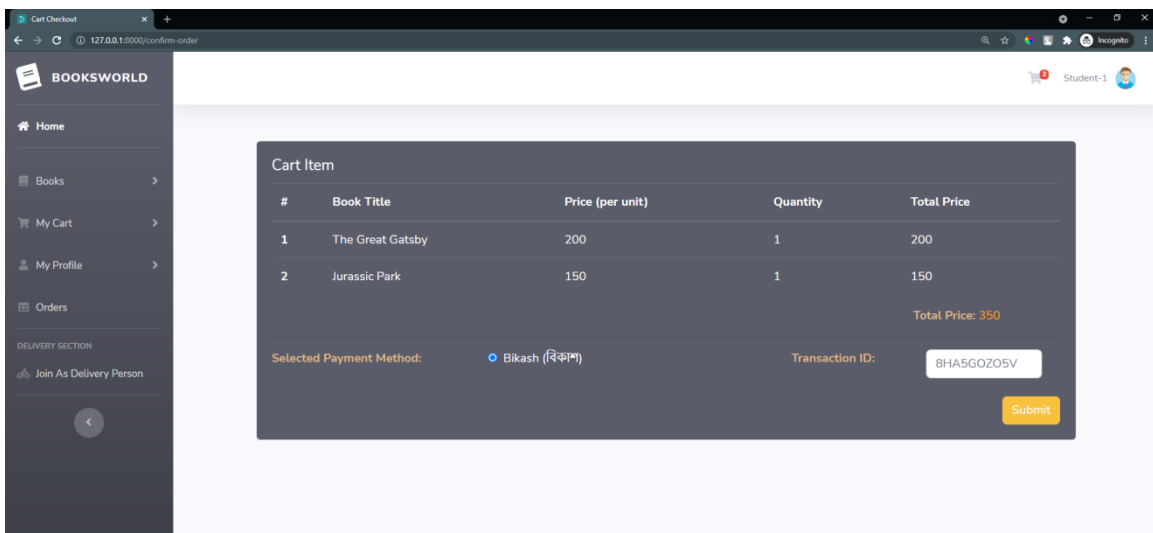 Cart Checkout
127.0.0.1:8000/confirm-order
Incognito
BOOKSWORLD
2 Student-1
Home
Books
My Cart
My Profile
Orders
DELIVERY SECTION
Join As Delivery Person
Cart Item
# Book Title Price (per unit) Quantity Total Price
1 The Great Gatsby 200 1 200
2 Jurassic Park 150 1 150
Total Price: 350
Selected Payment Method: Bikash (বিকাশ) Transaction ID: 8HA5GOZO5V
Submit